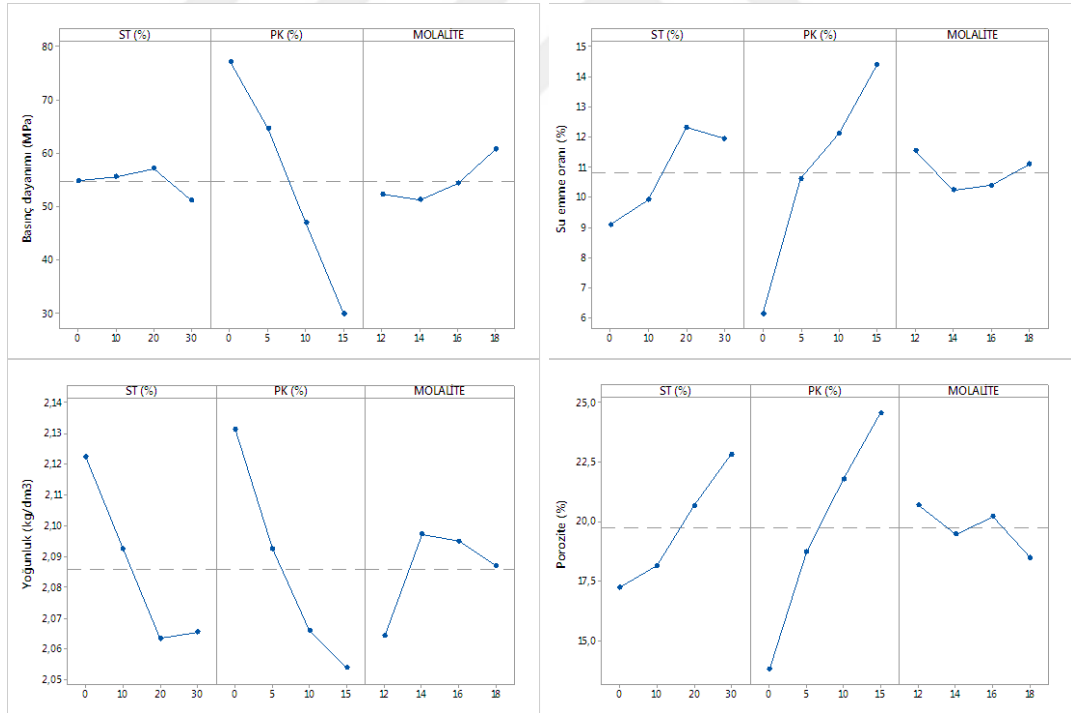 ST (%) PK (%) MOLALITE
80
70
60
50
40
30
Basınç dayanımı (MPa)
0 10 20 30 0 5 10 15 12 14 16 18
ST (%) PK (%) MOLALITE
15
14
13
12
11
10
9
8
7
6
Su emme oranı (%)
0 10 20 30 0 5 10 15 12 14 16 18
ST (%) PK (%) MOLALITE
2,14
2,13
2,12
2,11
2,10
2,09
2,08
2,07
2,06
2,05
Yoğunluk (kg/dm3)
0 10 20 30 0 5 10 15 12 14 16 18
ST (%) PK (%) MOLALITE
25,0
22,5
20,0
17,5
15,0
Porozite (%)
0 10 20 30 0 5 10 15 12 14 16 18